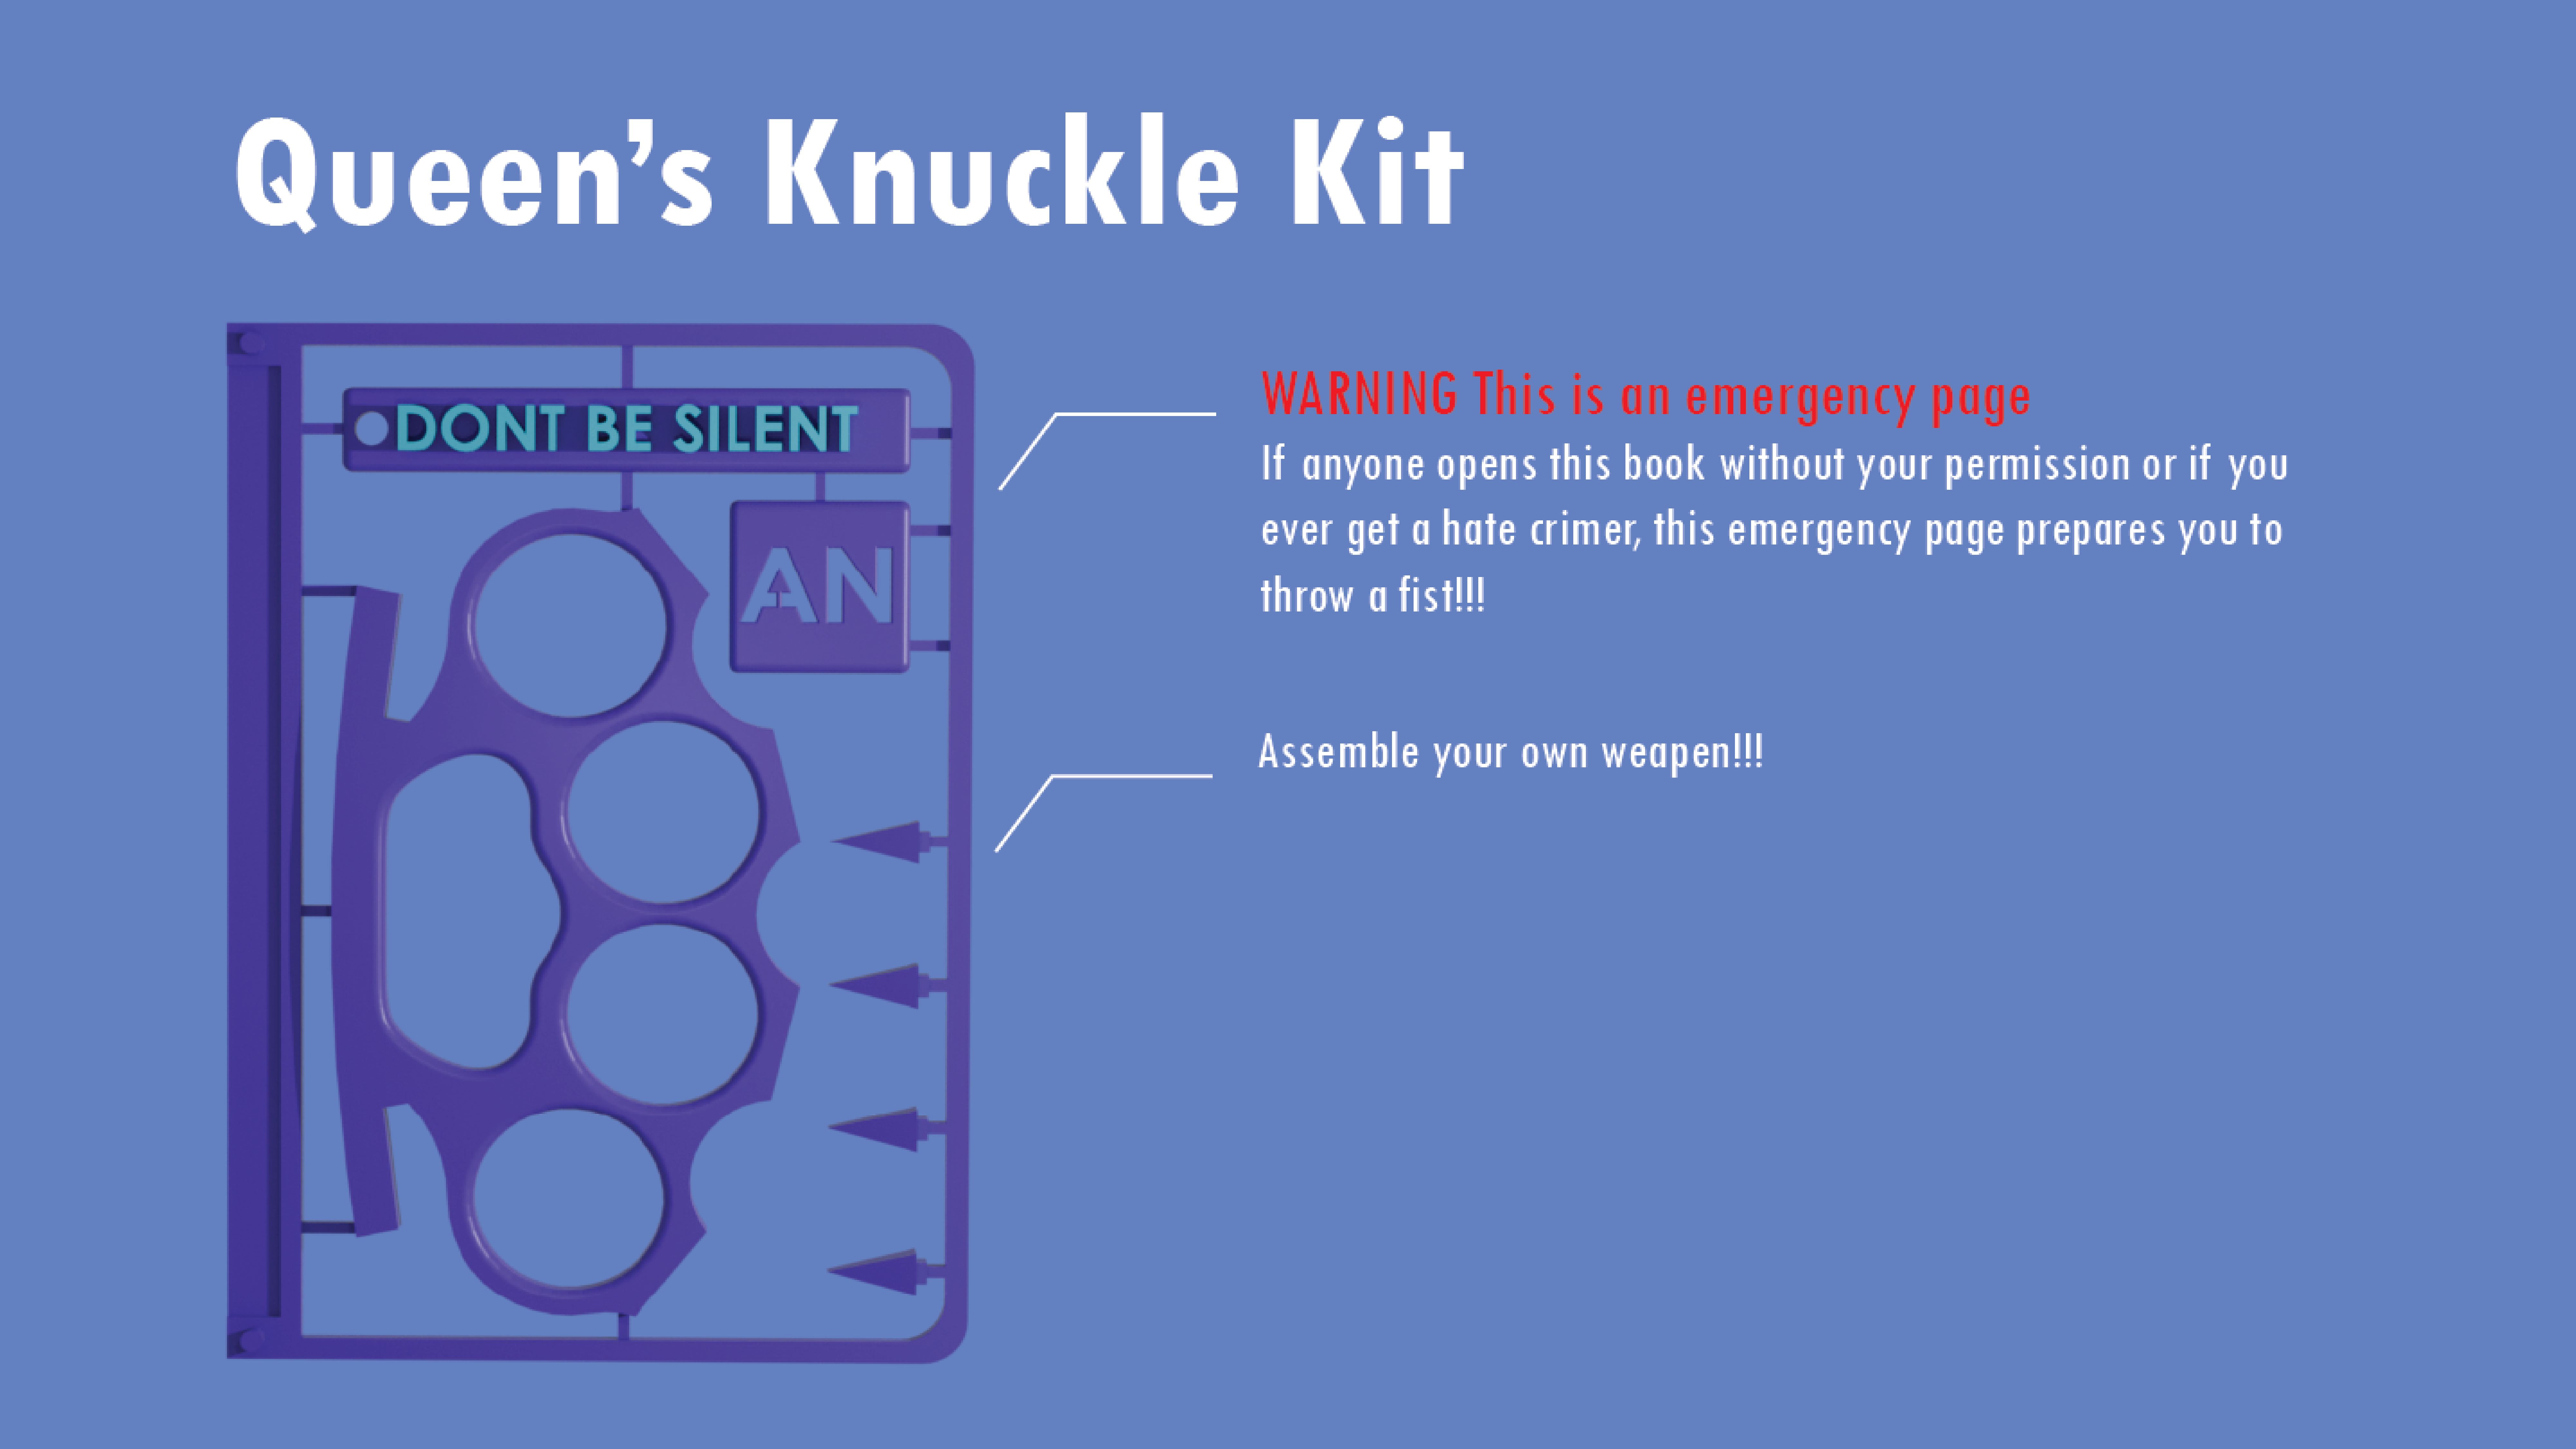 Queen’s Knuckle Kit
DONT BE SILENT
AN
WARNING This is an emergency page
If anyone opens this book without your permission or if you
ever get a hate crimer, this emergency page prepares you to
throw a fist!!!
Assemble your own weapen!!!